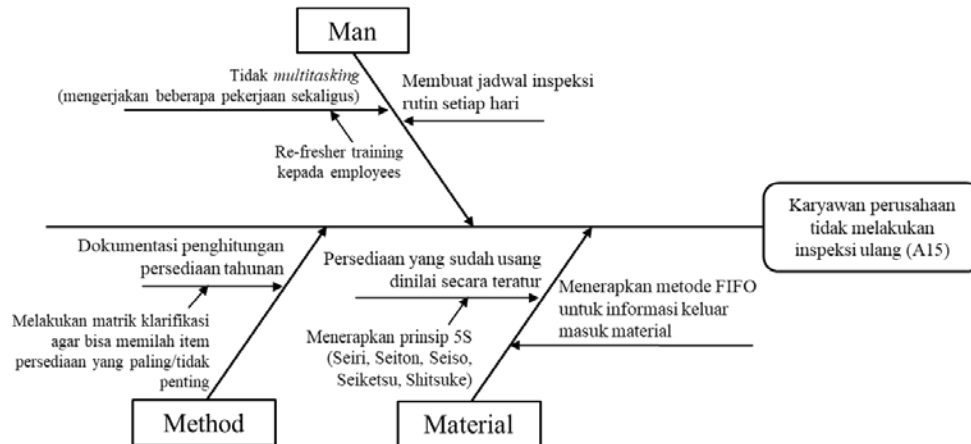 Man
Tidak multitasking
(mengerjakan beberapa pekerjaan sekaligus)
Membuat jadwal inspeksi
rutin setiap hari
Re-fresher training
kepada employees
Karyawan perusahaan
tidak melakukan
inspeksi ulang (A15)
Dokumentasi penghitungan
persediaan tahunan
Melakukan matrik klarifikasi
agar bisa memilah item
persediaan yang paling/tidak
penting
Persediaan yang sudah usang
dinilai secara teratur
Menerapkan prinsip 5S
(Seiri, Seiton, Seiso,
Seiketsu, Shitsuke)
Menerapkan metode FIFO
untuk informasi keluar
masuk material
Method
Material